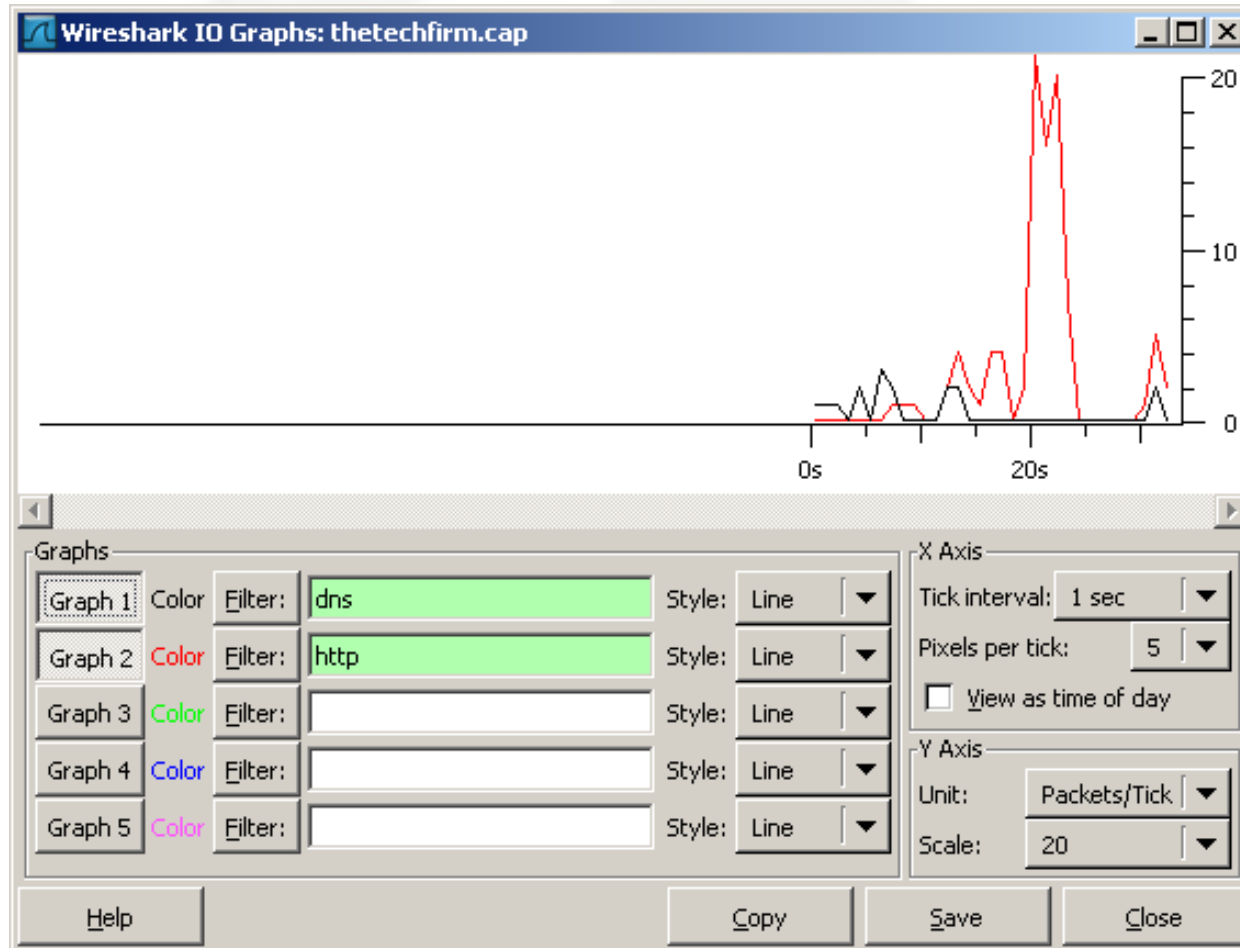 Wireshark IO Graphs: thetechfirm.cap
20
10
0
0s 20s
Graphs
Graph 1 Color Filter: dns Style: Line
Graph 2 Color Filter: http Style: Line
Graph 3 Color Filter: Style: Line
Graph 4 Color Filter: Style: Line
Graph 5 Color Filter: Style: Line
X Axis
Tick interval: 1 sec
Pixels per tick: 5
View as time of day
Y Axis
Unit: Packets/Tick
Scale: 20
Help Copy Save Close